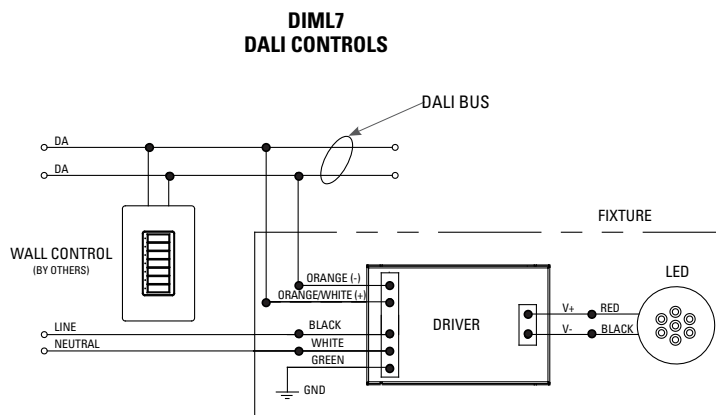 DIML7
DALI CONTROLS
DALI BUS
DA
DA
FIXTURE
WALL CONTROL
(BY OTHERS)
LED
ORANGE (-)
ORANGE/WHITE (+)
DRIVER
V+ RED
V- BLACK
LINE BLACK
NEUTRAL WHITE
GREEN
GND